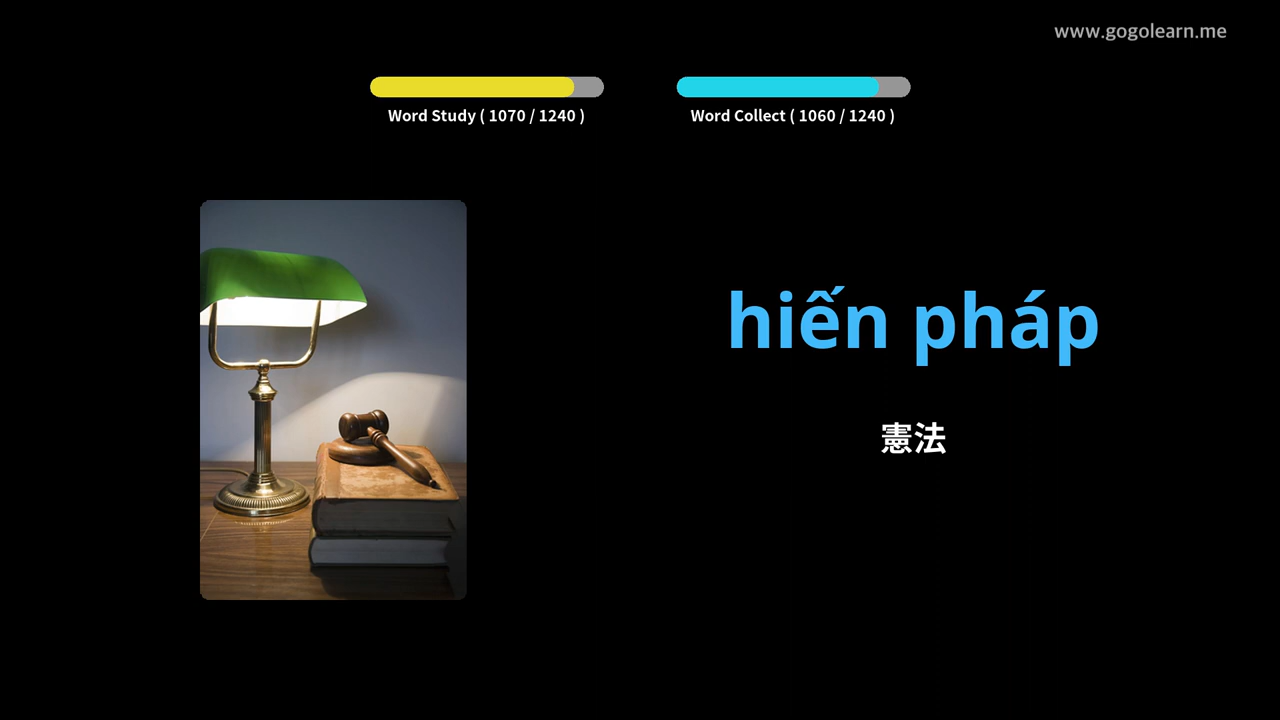 www.gogolearn.me
Word Study ( 1070 / 1240 )
Word Collect ( 1060 / 1240 )
hiến pháp
憲法